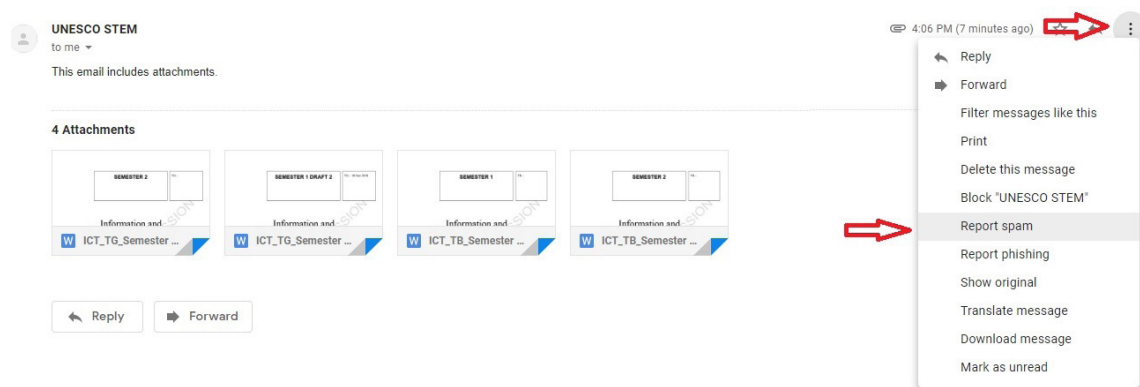 UNESCO STEM
4:06 PM (7 minutes ago)
to me
This email includes attachments.
4 Attachments
SEMESTER 2
Information and
W ICT_TG_Semester ...
SEMESTER 1 DRAFT 2
Information and
W ICT_TG_Semester ...
SEMESTER 1
Information and
W ICT_TB_Semester ...
SEMESTER 2
Information and
W ICT_TB_Semester ...
Reply
Forward
Reply
Forward
Filter messages like this
Print
Delete this message
Block "UNESCO STEM"
Report spam
Report phishing
Show original
Translate message
Download message
Mark as unread